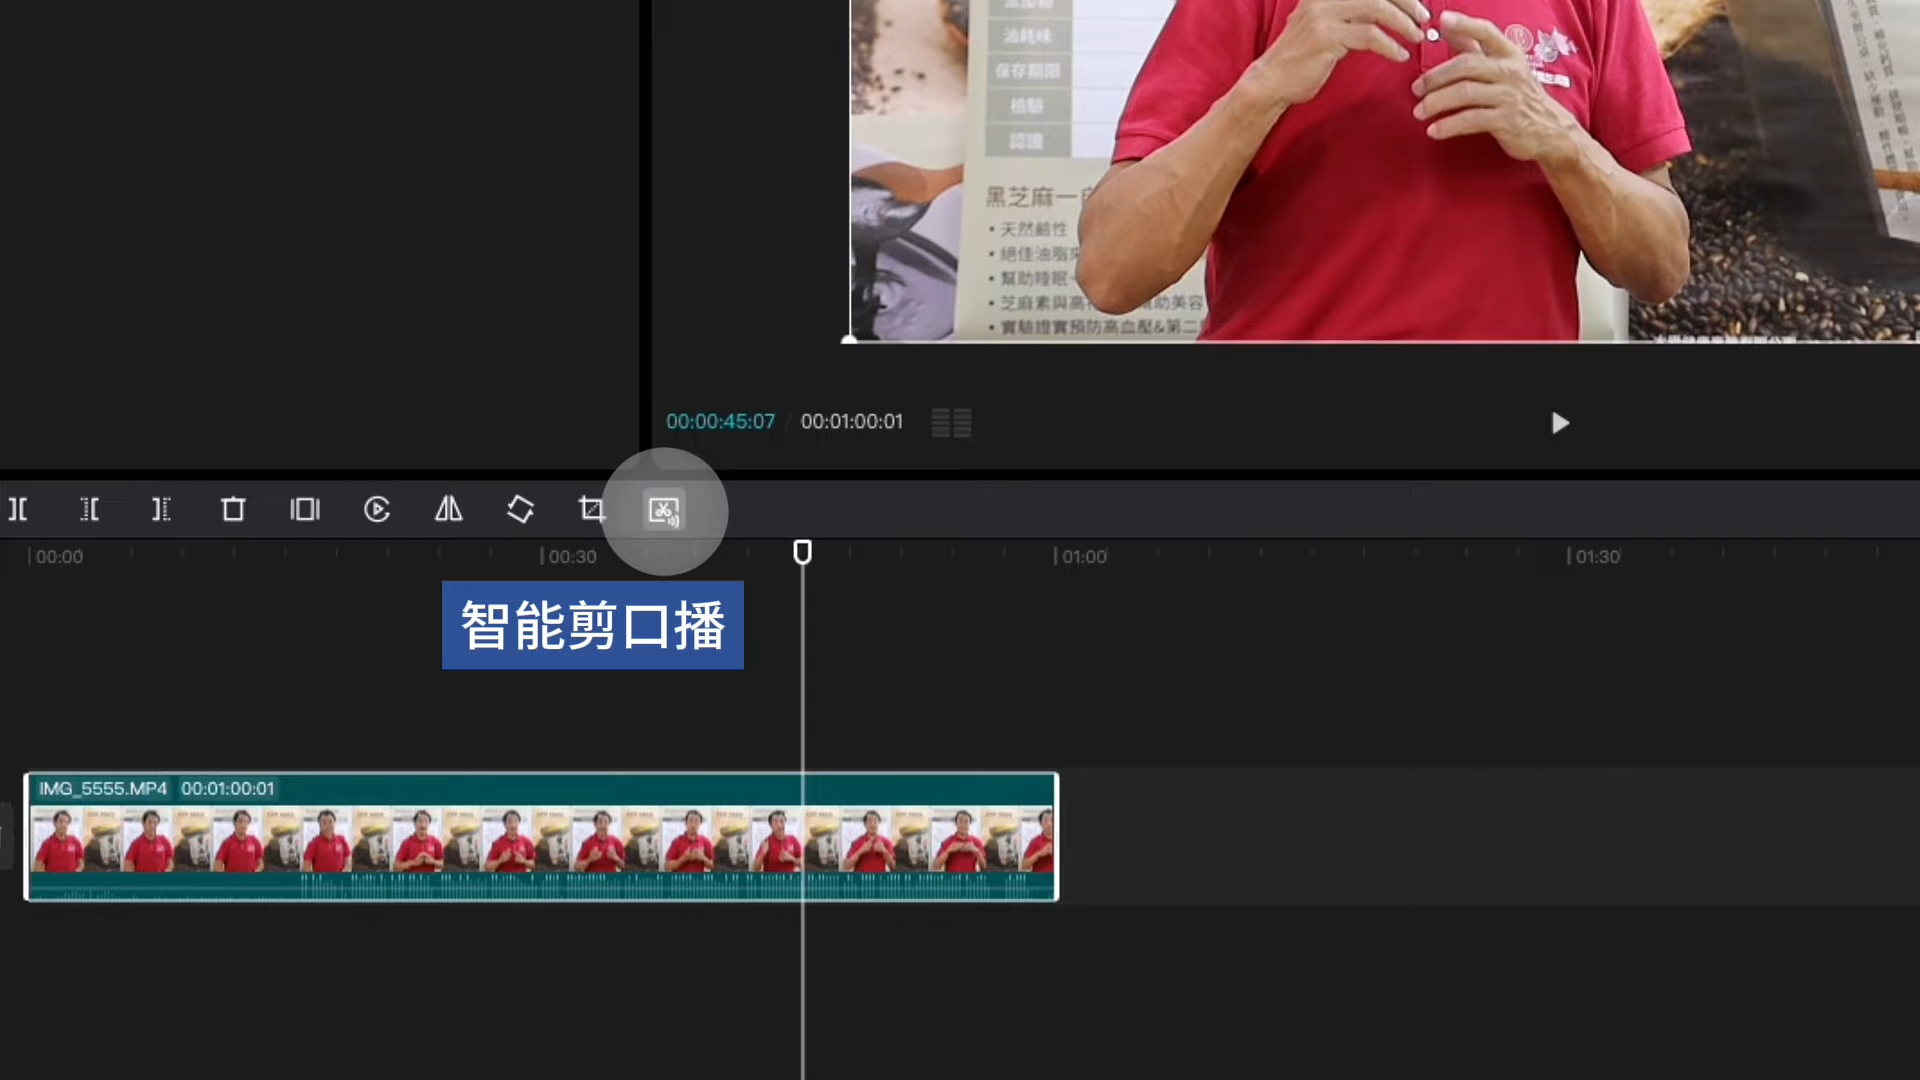 油耗味
保存期限
檢驗
認證
黑芝麻一
•天然鹼性
•絕佳油脂
•幫助睡眠
•芝麻素與高
助美容
•實驗證實預防高血壓&第二
00:00:45:07 / 00:01:00:01
00:00
00:30
01:00
01:30
智能剪口播
IMG_5555.MP4 00:01:00:01